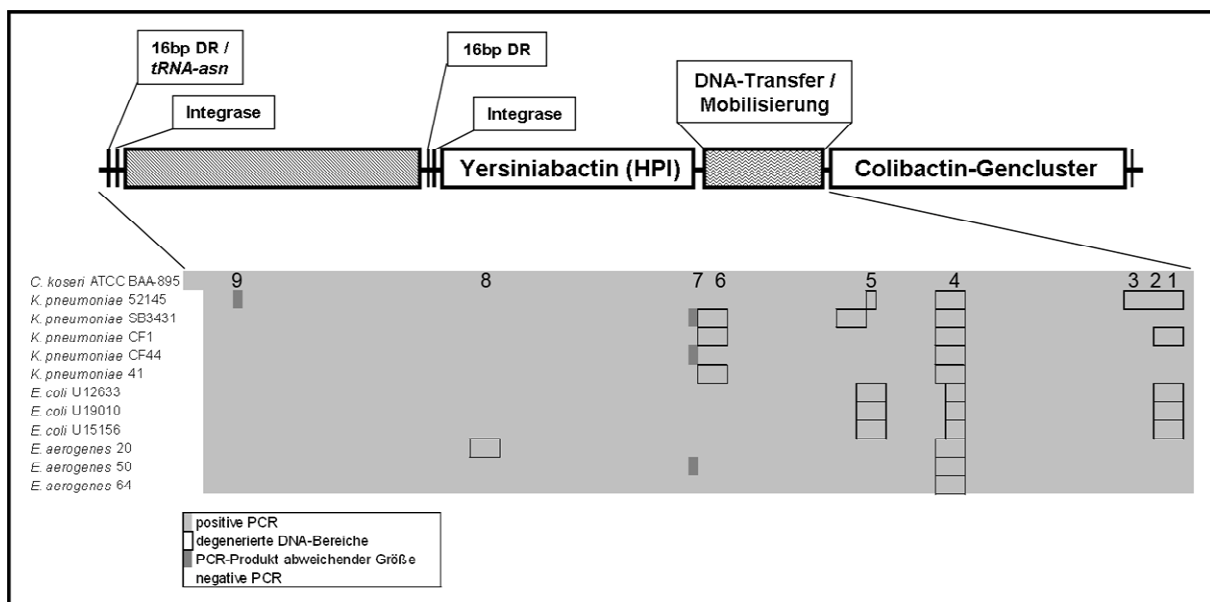 16bp DR /
tRNA-asn
Integrase
16bp DR
Integrase
DNA-Transfer /
Mobilisierung
Yersiniabactin (HPI)
Colibactin-Gencluster
C. koseri ATCC BAA-895
9 8 7 6 5 4 3 2 1
K. pneumoniae 52145
K. pneumoniae SB3431
K. pneumoniae CF1
K. pneumoniae CF44
K. pneumoniae 41
E. coli U12633
E. coli U19010
E. coli U15156
E. aerogenes 20
E. aerogenes 50
E. aerogenes 64
positive PCR
degenerierte DNA-Bereiche
PCR-Produkt abweichender Größe
negative PCR